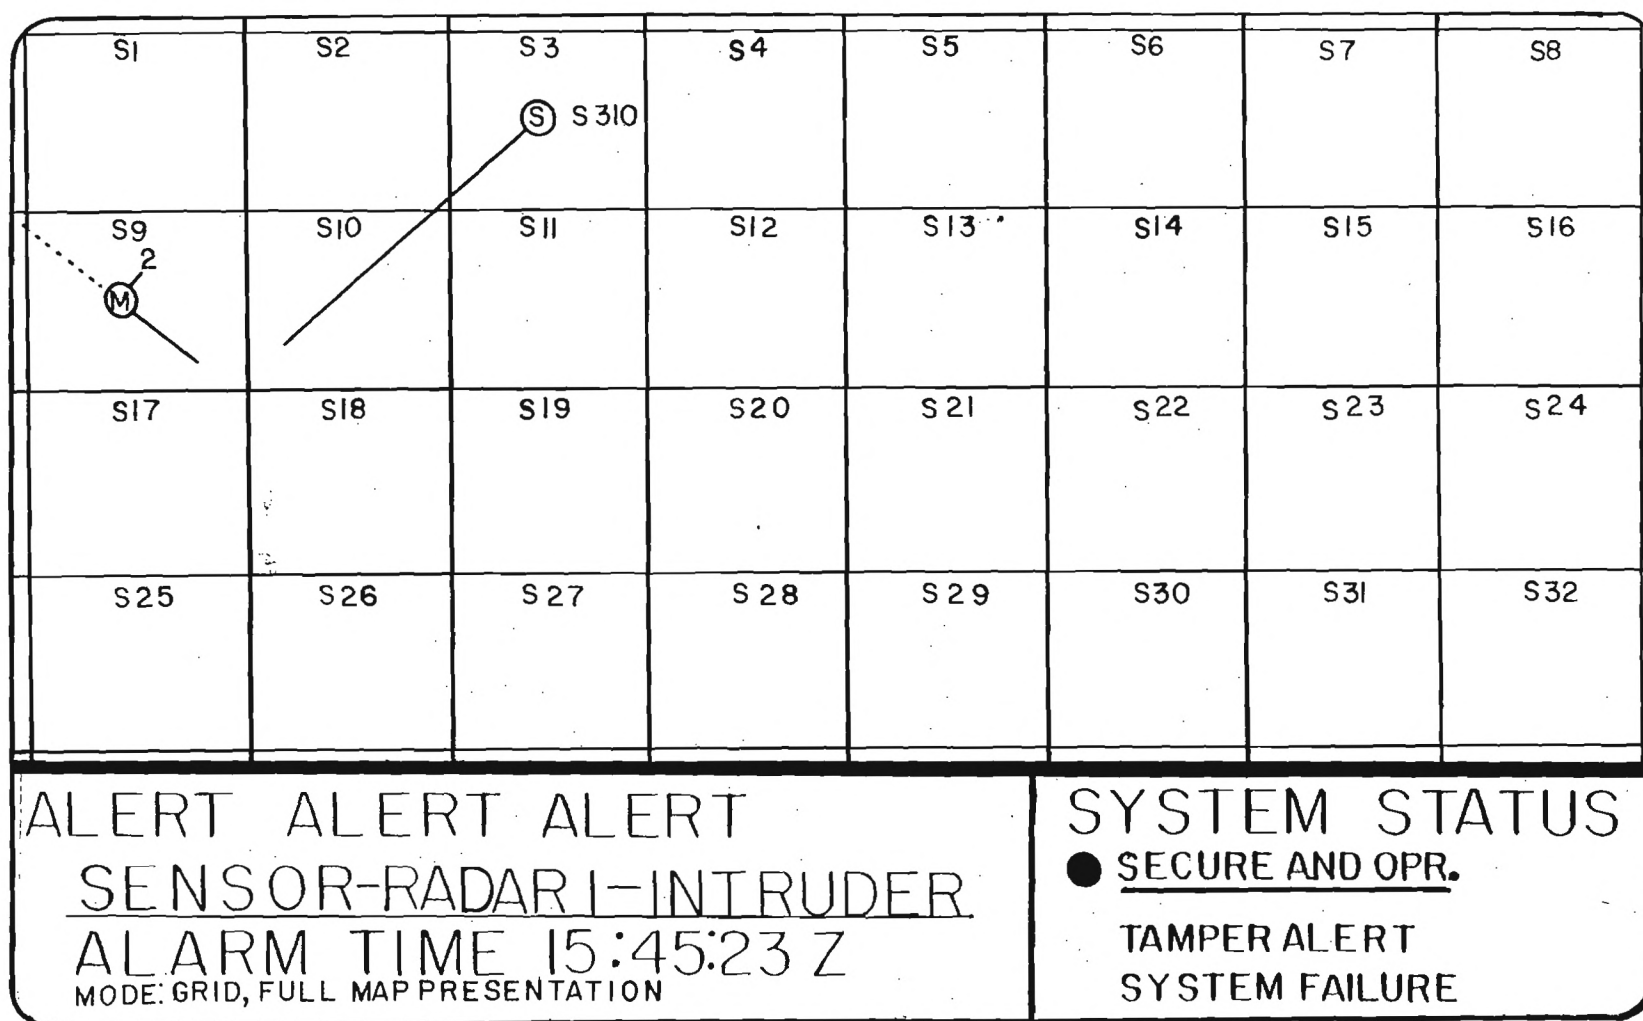 S1 S2 S3 S4 S5 S6 S7 S8
S S310
S9 S10 S11 S12 S13 S14 S15 S16
2
M
S17 S18 S19 S20 S21 S22 S23 S24
S25 S26 S27 S28 S29 S30 S31 S32
ALERT ALERT ALERT
SENSOR-RADAR 1-INTRUDER
ALARM TIME 15:45:23 Z
MODE: GRID, FULL MAP PRESENTATION
SYSTEM STATUS
SECURE AND OPR.
TAMPER ALERT
SYSTEM FAILURE